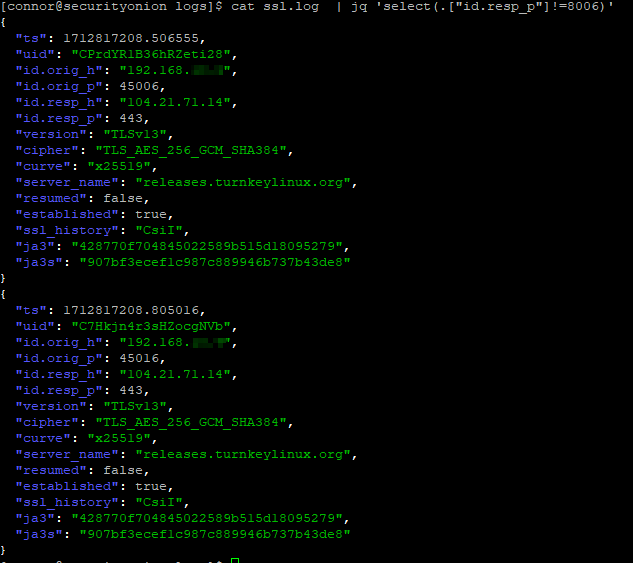 [connor@securityonion logs]$ cat ssl.log  | jq 'select(.["id.resp_p"]!=8006)'
{
  "ts": 1712817208.506555,
  "uid": "CPrdYR1B36hRZeti28",
  "id.orig_h": "192.168.
  "id.orig_p": 45006,
  "id.resp_h": "104.21.71.14",
  "id.resp_p": 443,
  "version": "TLSv13",
  "cipher": "TLS_AES_256_GCM_SHA384",
  "curve": "x25519",
  "server_name": "releases.turnkeylinux.org",
  "resumed": false,
  "established": true,
  "ssl_history": "CsiI",
  "ja3": "428770f704845022589b515d18095279",
  "ja3s": "907bf3ecef1c987c889946b737b43de8"
}
{
  "ts": 1712817208.805016,
  "uid": "C7Hkjn4r3sHZocgNVb",
  "id.orig_h": "192.168.
  "id.orig_p": 45016,
  "id.resp_h": "104.21.71.14",
  "id.resp_p": 443,
  "version": "TLSv13",
  "cipher": "TLS_AES_256_GCM_SHA384",
  "curve": "x25519",
  "server_name": "releases.turnkeylinux.org",
  "resumed": false,
  "established": true,
  "ssl_history": "CsiI",
  "ja3": "428770f704845022589b515d18095279",
  "ja3s": "907bf3ecef1c987c889946b737b43de8"
}